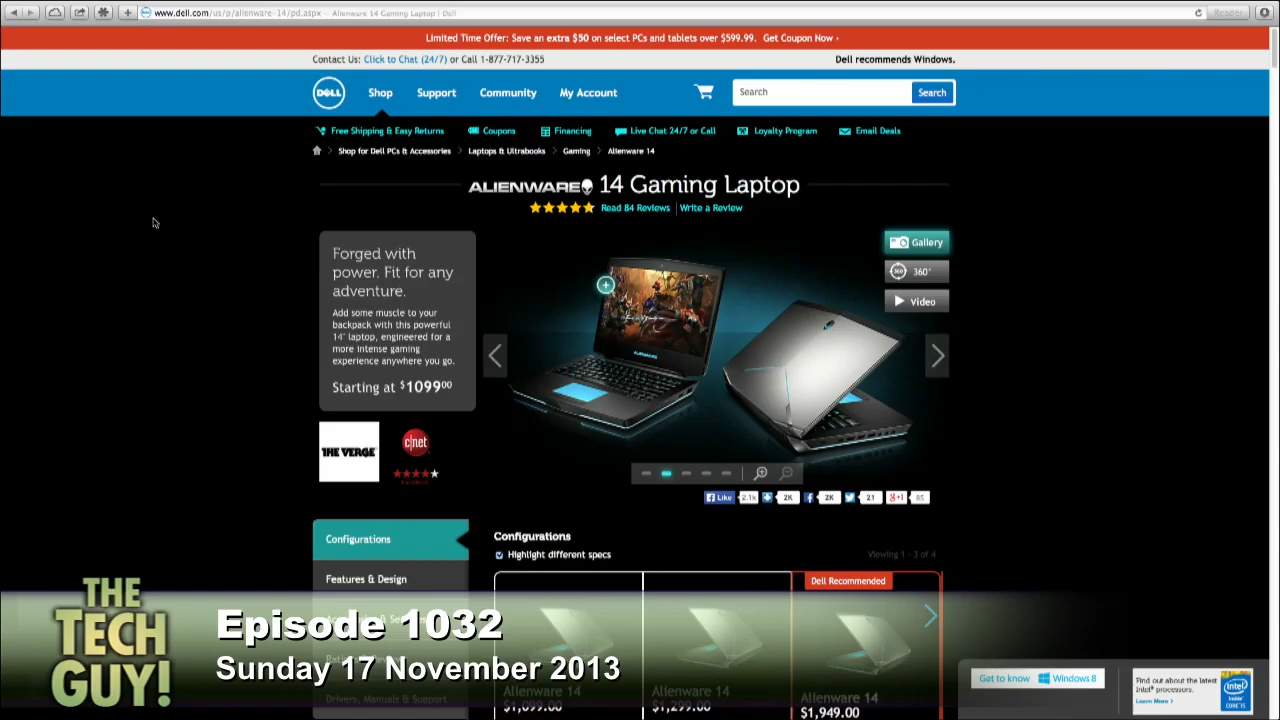 www.dell.com/us/p/alienware-14/pd.aspx — Alienware 14 Gaming Laptop | Dell
Reader
Limited Time Offer: Save an extra $50 on select PCs and tablets over $599.99. Get Coupon Now ›
Contact Us: Click to Chat (24/7) or Call 1-877-717-3355
Dell recommends Windows.
DELL
Shop
Support
Community
My Account
Search
Search
Free Shipping & Easy Returns
Coupons
Financing
Live Chat 24/7 or Call
Loyalty Program
Email Deals
Shop for Dell PCs & Accessories > Laptops & Ultrabooks > Gaming > Alienware 14
ALIENWARE 14 Gaming Laptop
Read 84 Reviews | Write a Review
Forged with
power. Fit for any
adventure.
Add some muscle to your
backpack with this powerful
14" laptop, engineered for a
more intense gaming
experience anywhere you go.
Starting at $1099.00
Gallery
360°
Video
ALIENWARE
THE VERGE
c|net
Like 2.1k
2K
2K
21
+1
85
Configurations
Features & Design
Drivers, Manuals & Support
Configurations
Highlight different specs
Viewing 1 - 3 of 4
Dell Recommended
Alienware 14
$1,099.00
Alienware 14
$1,299.00
Alienware 14
$1,949.00
THE
TECH
GUY!
Episode 1032
Sunday 17 November 2013
Get to know Windows 8
Find out about the latest
Intel® processors.
Learn More >
intel
inside
CORE i5